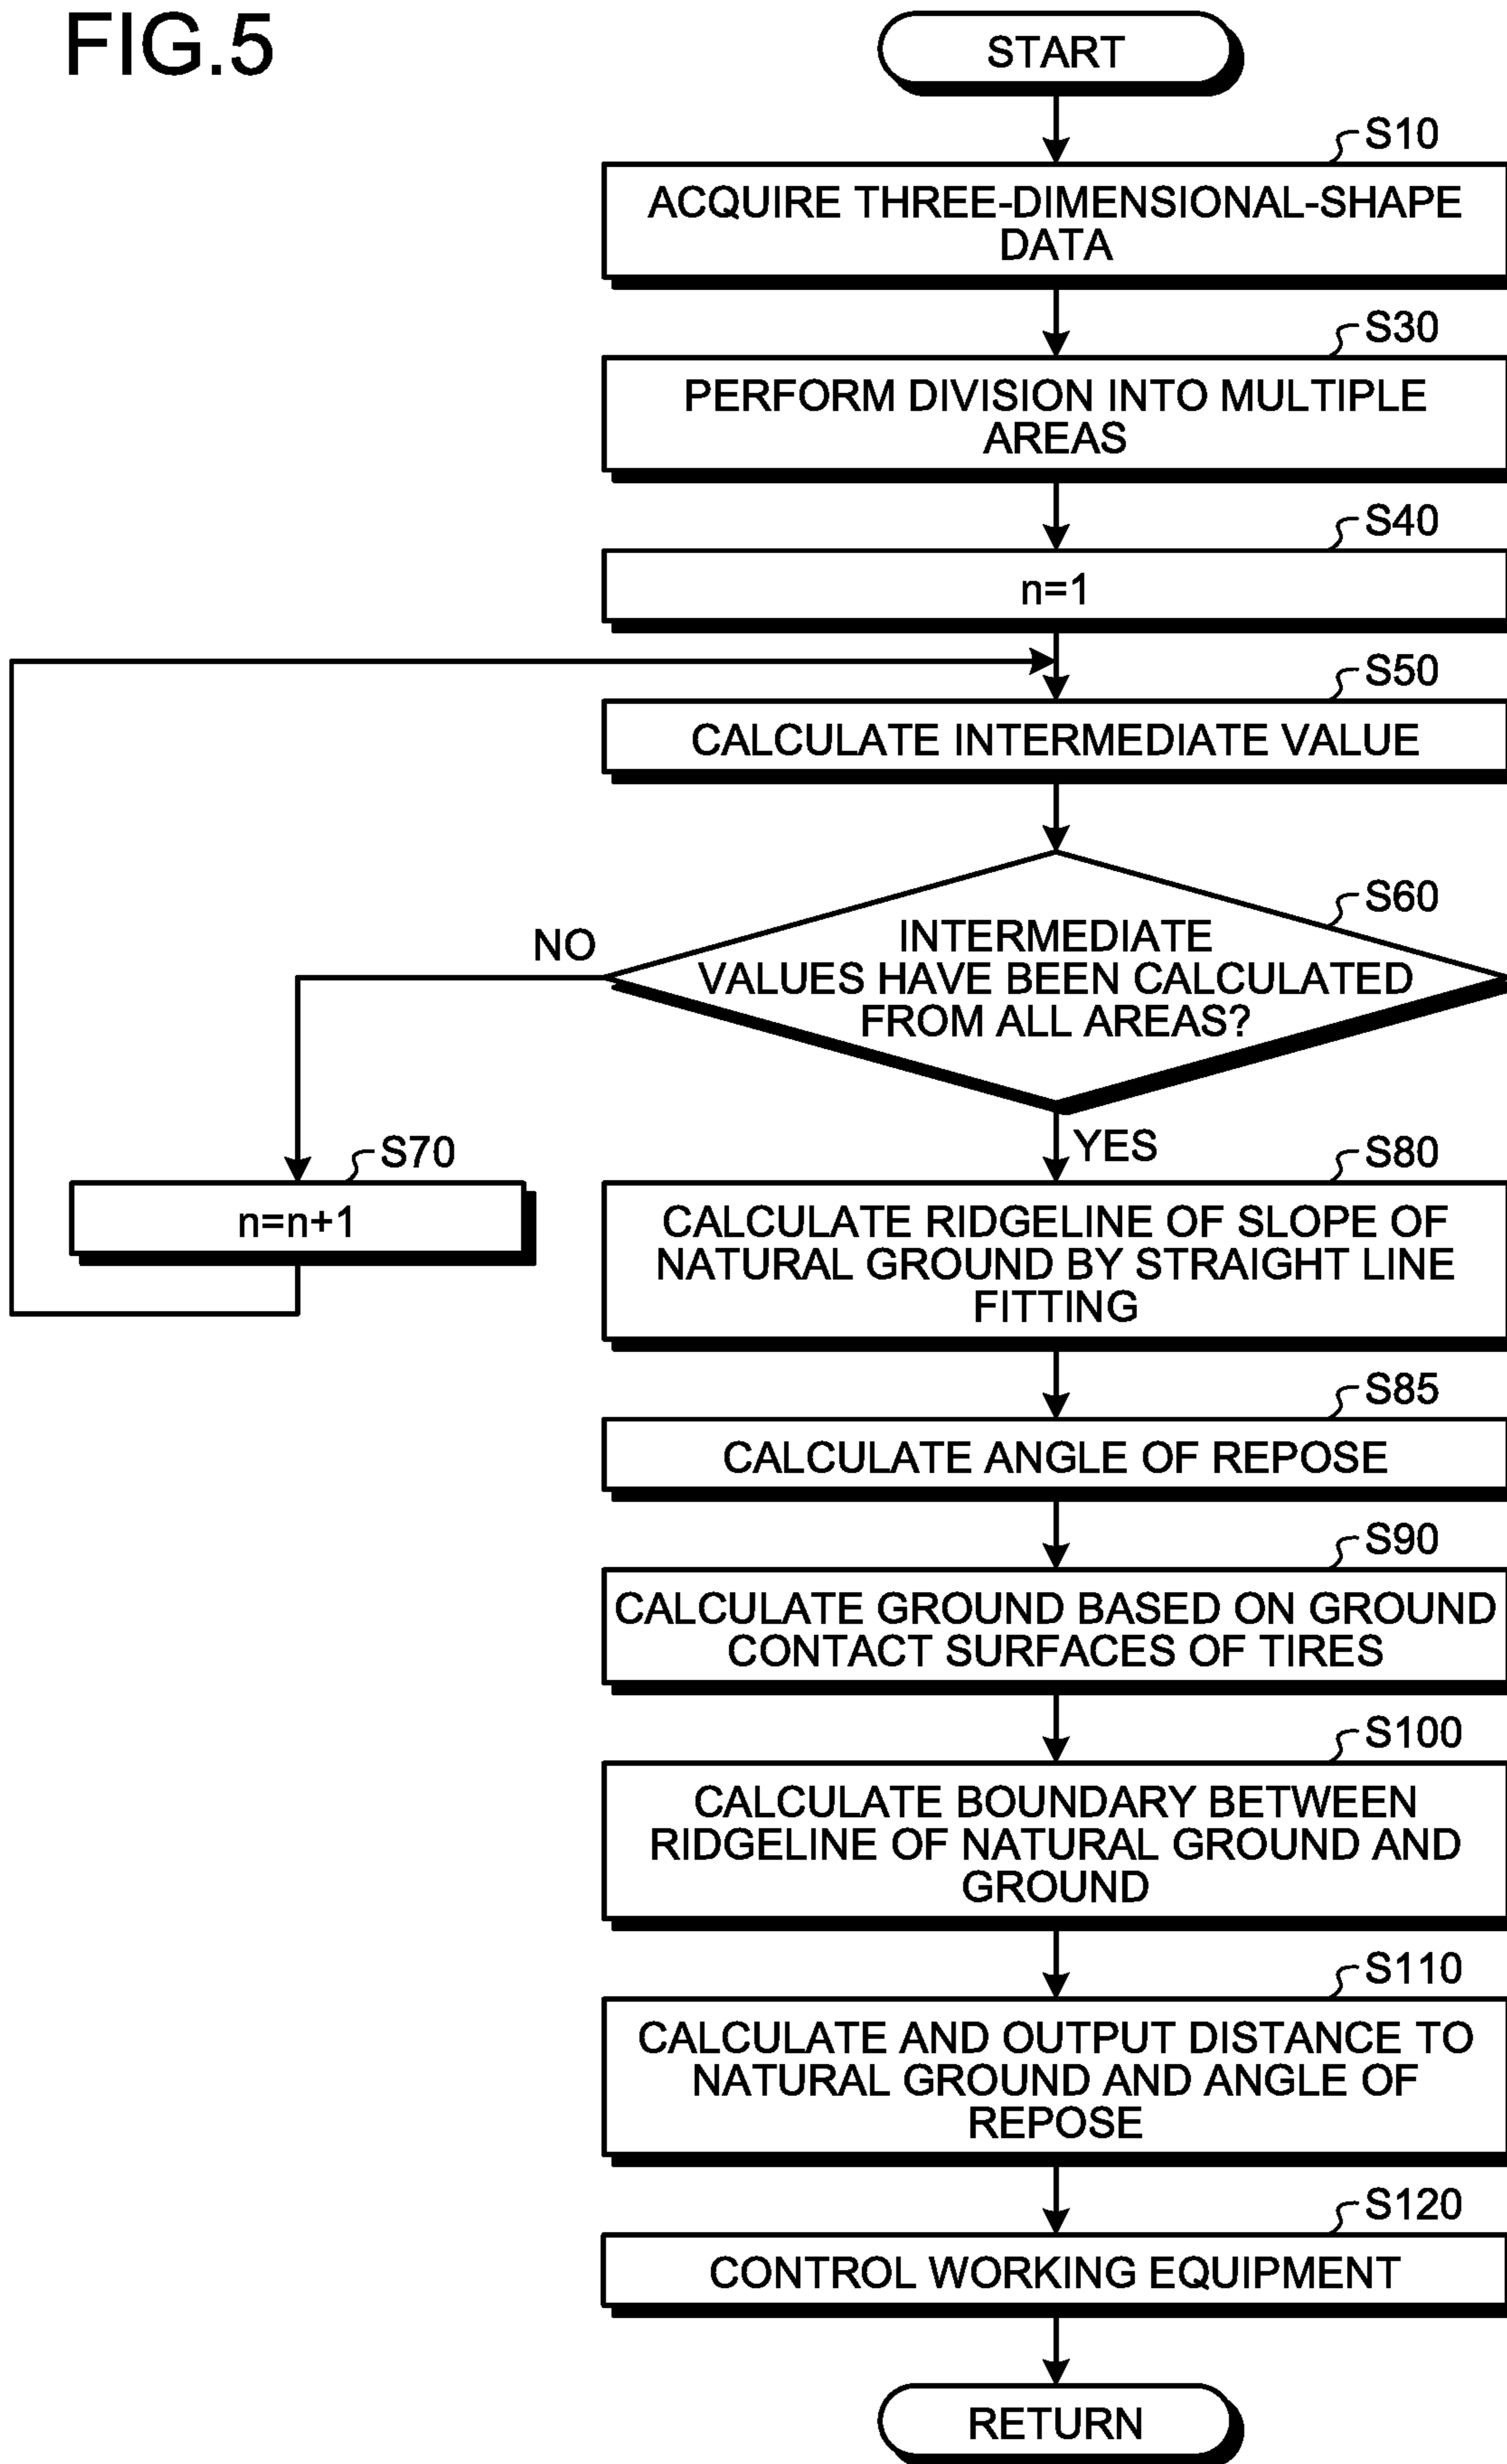 FIG.5
START
S10
ACQUIRE THREE-DIMENSIONAL-SHAPE
DATA
S30
PERFORM DIVISION INTO MULTIPLE
AREAS
S40
n=1
S50
CALCULATE INTERMEDIATE VALUE
S60
INTERMEDIATE
VALUES HAVE BEEN CALCULATED
FROM ALL AREAS?
NO
S70
n=n+1
YES
S80
CALCULATE RIDGELINE OF SLOPE OF
NATURAL GROUND BY STRAIGHT LINE
FITTING
S85
CALCULATE ANGLE OF REPOSE
S90
CALCULATE GROUND BASED ON GROUND
CONTACT SURFACES OF TIRES
S100
CALCULATE BOUNDARY BETWEEN
RIDGELINE OF NATURAL GROUND AND
GROUND
S110
CALCULATE AND OUTPUT DISTANCE TO
NATURAL GROUND AND ANGLE OF
REPOSE
S120
CONTROL WORKING EQUIPMENT
RETURN